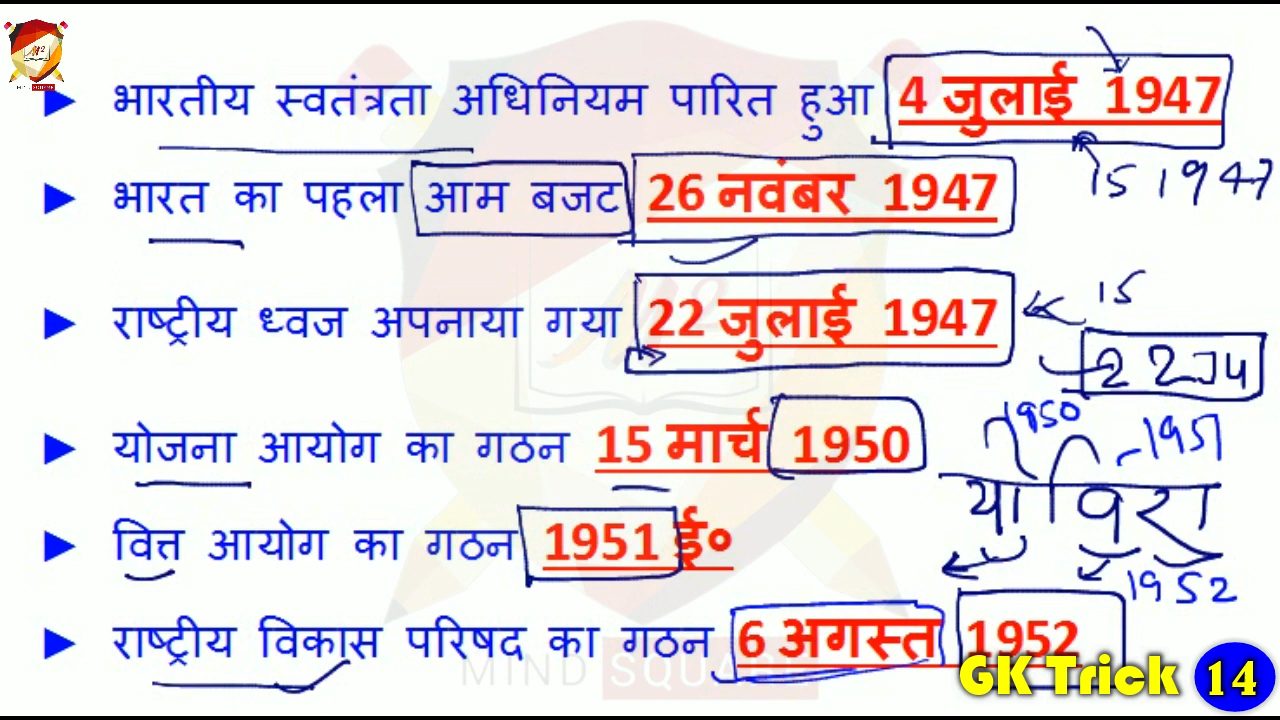 ▶ भारतीय स्वतंत्रता अधिनियम पारित हुआ 4 जुलाई 1947
15 1947
▶ भारत का पहला आम बजट 26 नवंबर 1947
▶ राष्ट्रीय ध्वज अपनाया गया 22 जुलाई 1947
15
22
▶ योजना आयोग का गठन 15 मार्च 1950
1950
1951
यो वि रा
▶ वित्त आयोग का गठन 1951 ई०
1952
▶ राष्ट्रीय विकास परिषद का गठन 6 अगस्त 1952
MIND SQUARE
GK Trick 14